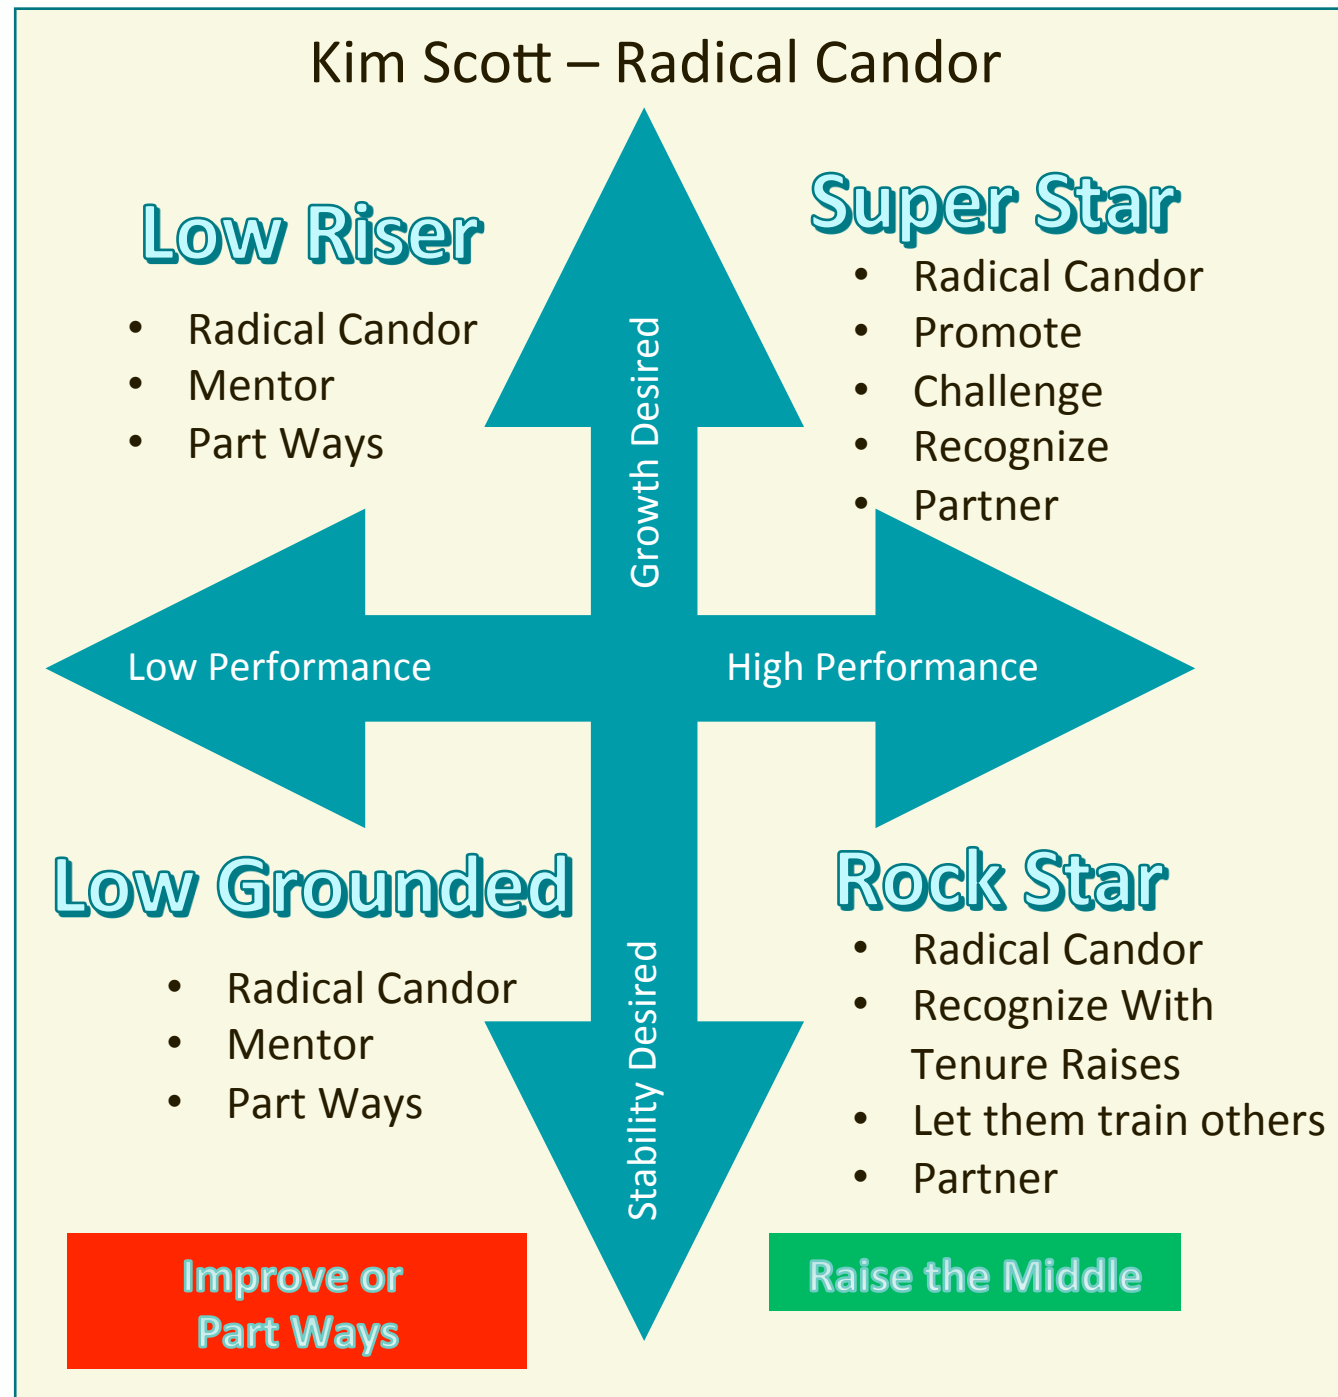 Kim Scott – Radical Candor
Low Riser
• Radical Candor
• Mentor
• Part Ways
Super Star
• Radical Candor
• Promote
• Challenge
• Recognize
• Partner
Growth Desired
Low Performance
High Performance
Stability Desired
Low Grounded
• Radical Candor
• Mentor
• Part Ways
Rock Star
• Radical Candor
• Recognize With
Tenure Raises
• Let them train others
• Partner
Improve or
Part Ways
Raise the Middle